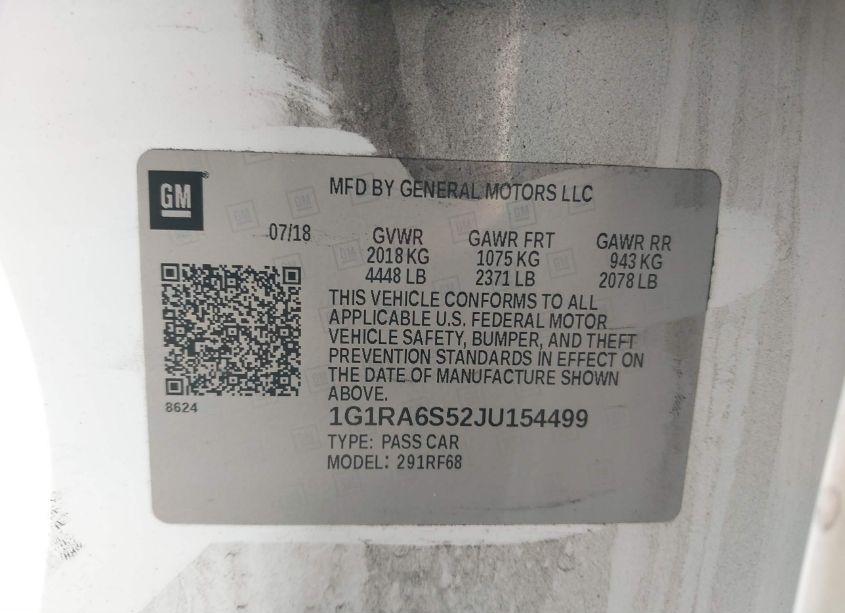 GM
MFD BY GENERAL MOTORS LLC
07/18 GVWR GAWR FRT GAWR RR
2018 KG 1075 KG 943 KG
4448 LB 2371 LB 2078 LB
THIS VEHICLE CONFORMS TO ALL
APPLICABLE U.S. FEDERAL MOTOR
VEHICLE SAFETY, BUMPER, AND THEFT
PREVENTION STANDARDS IN EFFECT ON
THE DATE OF MANUFACTURE SHOWN
ABOVE.
8624
1G1RA6S52JU154499
TYPE: PASS CAR
MODEL: 291RF68